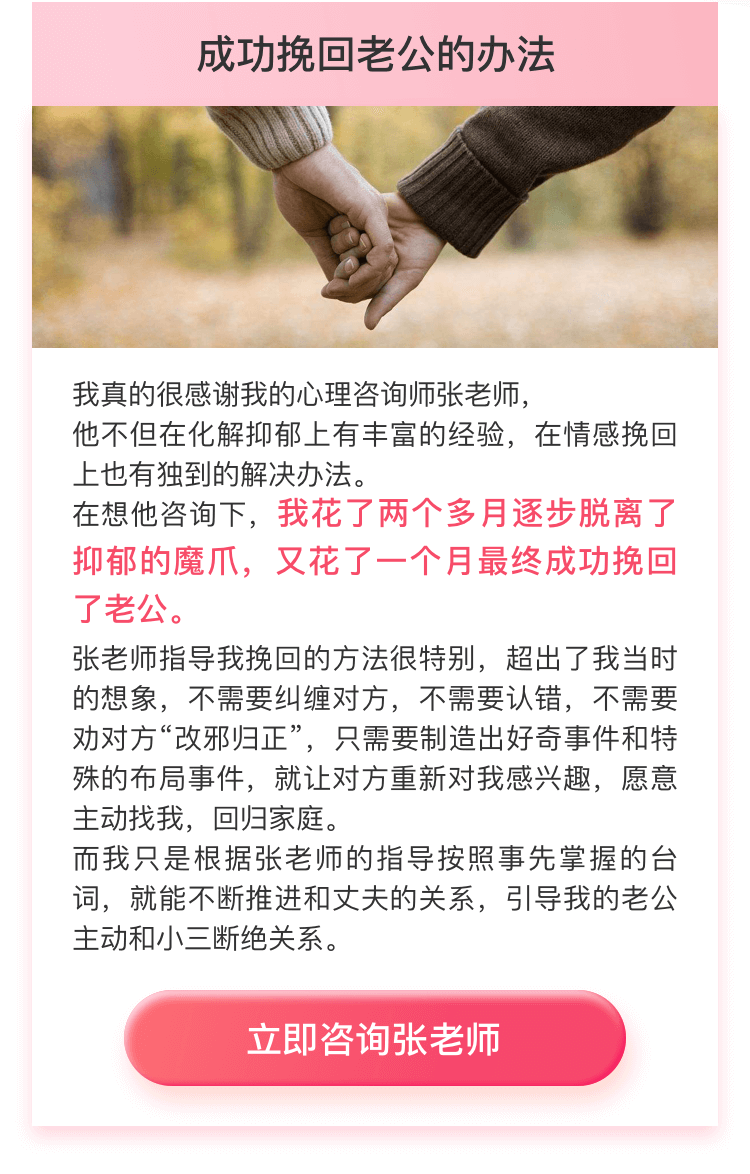 成功挽回老公的办法
我真的很感谢我的心理咨询师张老师，
他不但在化解抑郁上有丰富的经验，在情感挽回
上也有独到的解决办法。
在想他咨询下，我花了两个多月逐步脱离了
抑郁的魔爪，又花了一个月最终成功挽回
了老公。
张老师指导我挽回的方法很特别，超出了我当时
的想象，不需要纠缠对方，不需要认错，不需要
劝对方“改邪归正”，只需要制造出好奇事件和特
殊的布局事件，就让对方重新对我感兴趣，愿意
主动找我，回归家庭。
而我只是根据张老师的指导按照事先掌握的台
词，就能不断推进和丈夫的关系，引导我的老公
主动和小三断绝关系。
立即咨询张老师